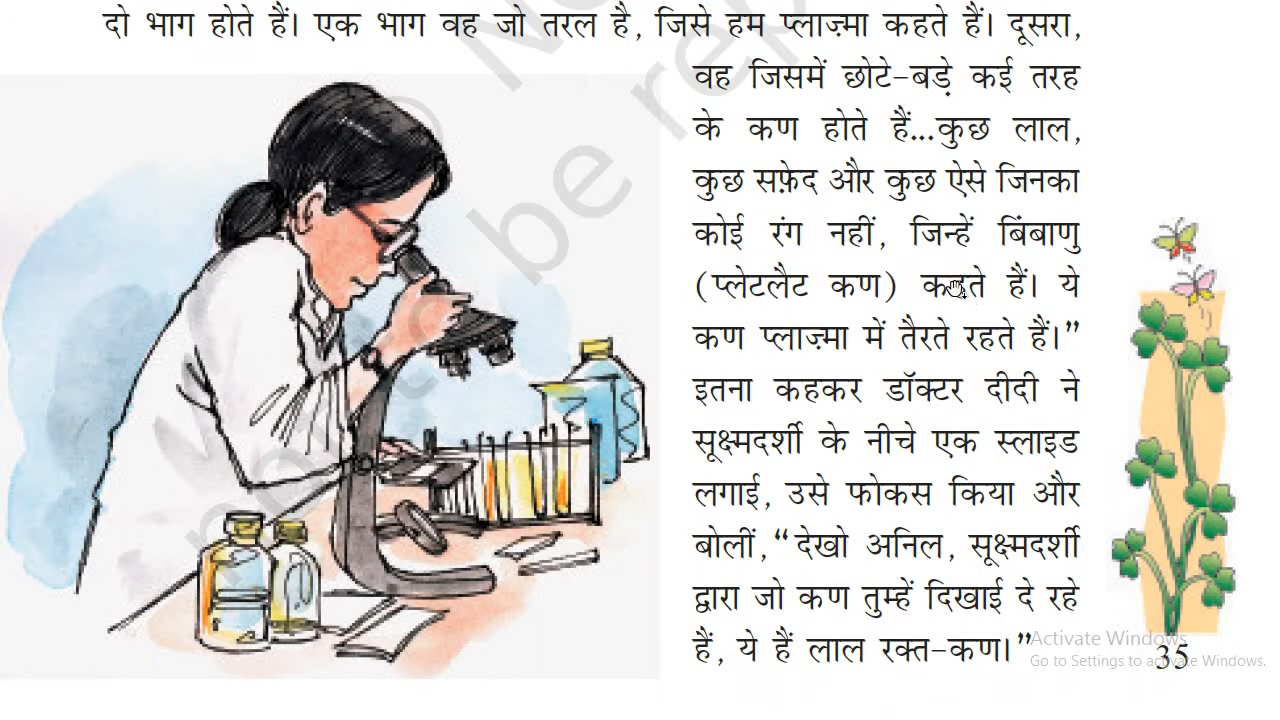 दो भाग होते हैं। एक भाग वह जो तरल है, जिसे हम प्लाज़्मा कहते हैं। दूसरा,
वह जिसमें छोटे-बड़े कई तरह
के कण होते हैं...कुछ लाल,
कुछ सफ़ेद और कुछ ऐसे जिनका
कोई रंग नहीं, जिन्हें बिंबाणु
(प्लेटलैट कण) कहते हैं। ये
कण प्लाज़्मा में तैरते रहते हैं।”
इतना कहकर डॉक्टर दीदी ने
सूक्ष्मदर्शी के नीचे एक स्लाइड
लगाई, उसे फोकस किया और
बोलीं, “देखो अनिल, सूक्ष्मदर्शी
द्वारा जो कण तुम्हें दिखाई दे रहे
हैं, ये हैं लाल रक्त-कण।”
Activate Windows
Go to Settings to activate Windows.
35
be